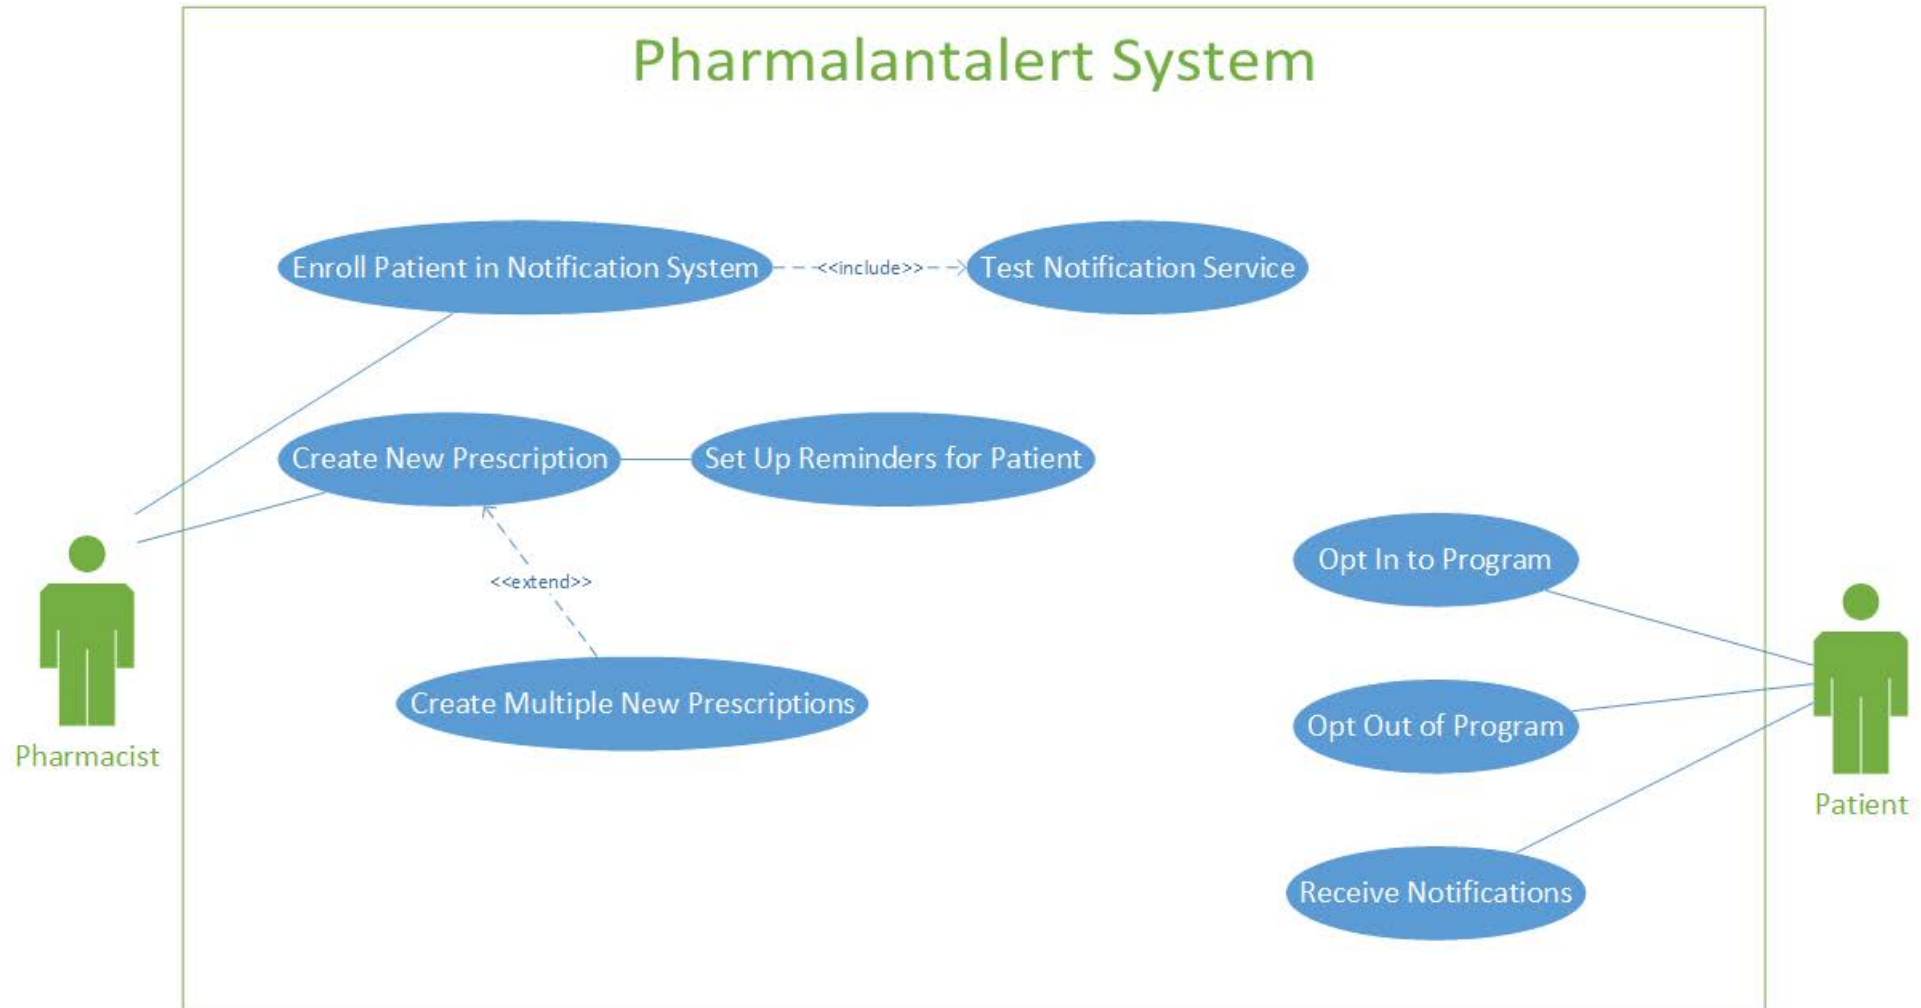 Pharmalantalert System
Enroll Patient in Notification System
<<include>>
Test Notification Service
Create New Prescription
Set Up Reminders for Patient
<<extend>>
Create Multiple New Prescriptions
Pharmacist
Opt In to Program
Opt Out of Program
Receive Notifications
Patient